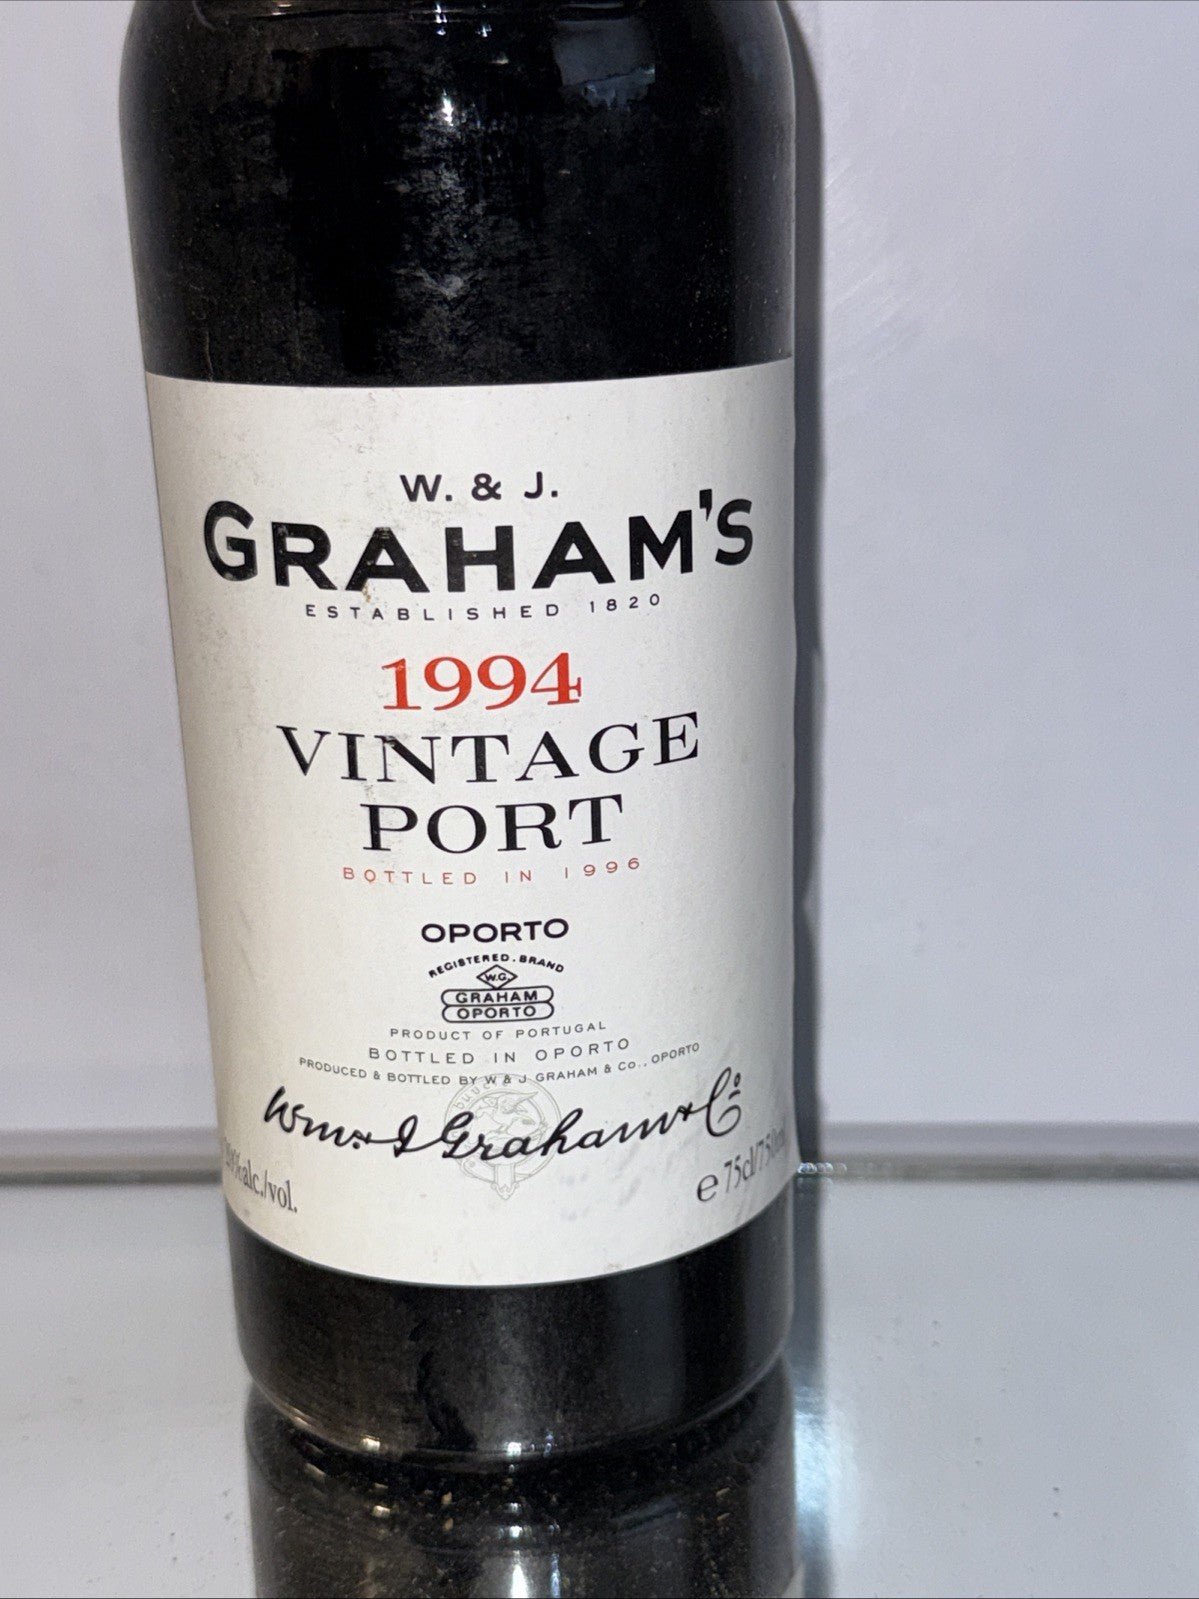 W. & J.
GRAHAM'S
ESTABLISHED 1820
1994
VINTAGE
PORT
BOTTLED IN 1996
OPORTO
REGISTERED. BRAND
W.G.
GRAHAM
OPORTO
PRODUCT OF PORTUGAL
BOTTLED IN OPORTO
PRODUCED & BOTTLED BY W & J GRAHAM & Co., OPORTO
Wm. & J Graham & Co
alc./vol.
e 75cl/750ml